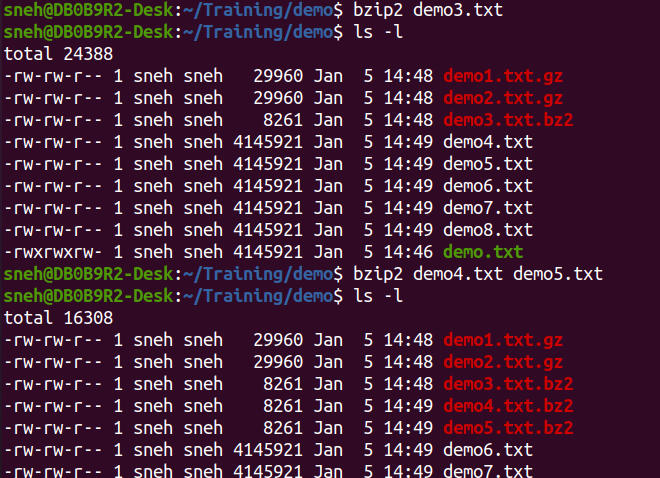 sneh@DB0B9R2-Desk:~/Training/demo$ bzip2 demo3.txt
sneh@DB0B9R2-Desk:~/Training/demo$ ls -l
total 24388
-rw-rw-r-- 1 sneh sneh   29960 Jan  5 14:48 demo1.txt.gz
-rw-rw-r-- 1 sneh sneh   29960 Jan  5 14:48 demo2.txt.gz
-rw-rw-r-- 1 sneh sneh    8261 Jan  5 14:48 demo3.txt.bz2
-rw-rw-r-- 1 sneh sneh 4145921 Jan  5 14:49 demo4.txt
-rw-rw-r-- 1 sneh sneh 4145921 Jan  5 14:49 demo5.txt
-rw-rw-r-- 1 sneh sneh 4145921 Jan  5 14:49 demo6.txt
-rw-rw-r-- 1 sneh sneh 4145921 Jan  5 14:49 demo7.txt
-rw-rw-r-- 1 sneh sneh 4145921 Jan  5 14:49 demo8.txt
-rwxrwxrw- 1 sneh sneh 4145921 Jan  5 14:46 demo.txt
sneh@DB0B9R2-Desk:~/Training/demo$ bzip2 demo4.txt demo5.txt
sneh@DB0B9R2-Desk:~/Training/demo$ ls -l
total 16308
-rw-rw-r-- 1 sneh sneh   29960 Jan  5 14:48 demo1.txt.gz
-rw-rw-r-- 1 sneh sneh   29960 Jan  5 14:48 demo2.txt.gz
-rw-rw-r-- 1 sneh sneh    8261 Jan  5 14:48 demo3.txt.bz2
-rw-rw-r-- 1 sneh sneh    8261 Jan  5 14:49 demo4.txt.bz2
-rw-rw-r-- 1 sneh sneh    8261 Jan  5 14:49 demo5.txt.bz2
-rw-rw-r-- 1 sneh sneh 4145921 Jan  5 14:49 demo6.txt
-rw-rw-r-- 1 sneh sneh 4145921 Jan  5 14:49 demo7.txt